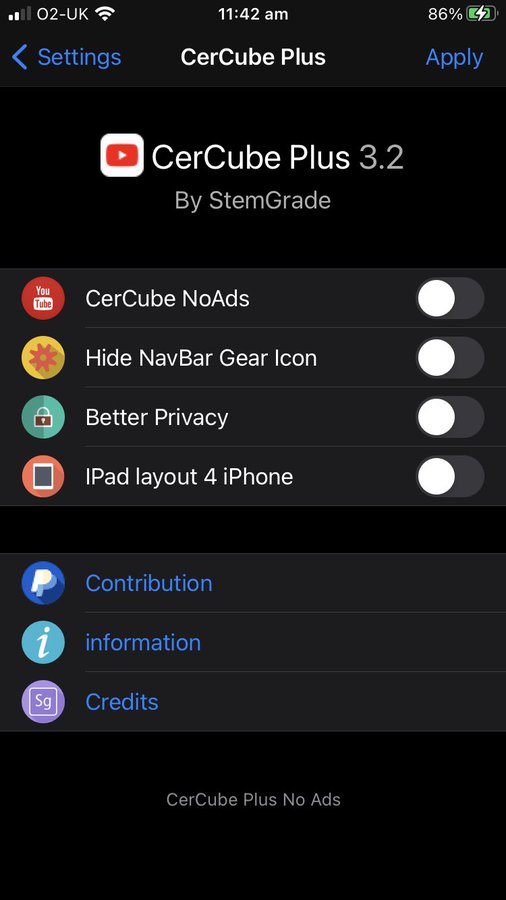 O2-UK 11:42 am 86%
Settings CerCube Plus Apply
CerCube Plus 3.2
By StemGrade
You
Tube
CerCube NoAds
Hide NavBar Gear Icon
Better Privacy
IPad layout 4 iPhone
Contribution
i
information
Sg
Credits
CerCube Plus No Ads